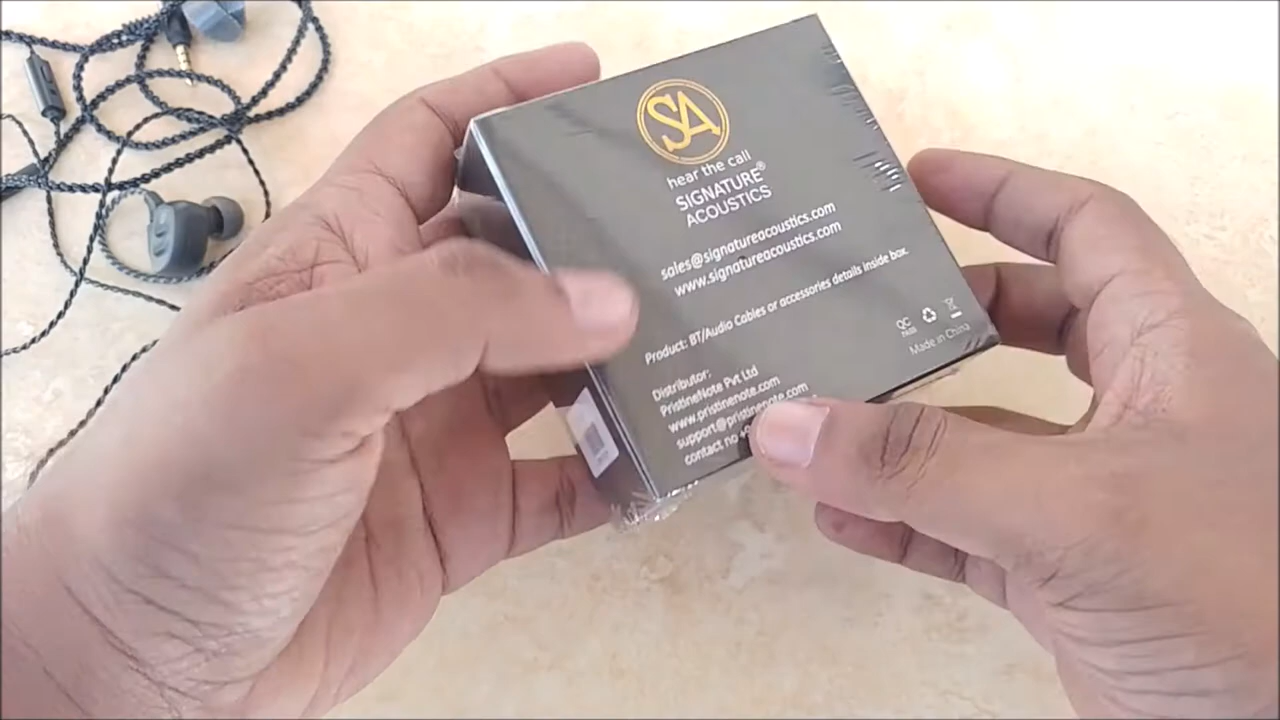 SA
hear the call
SIGNATURE®
ACOUSTICS
sales@signatureacoustics.com
www.signatureacoustics.com
Product: BT/Audio Cables or accessories details inside box.
QC
PASS
Made in China
Distributor:
PristineNote Pvt Ltd
www.pristinenote.com
support@pristinenote.com
contact no